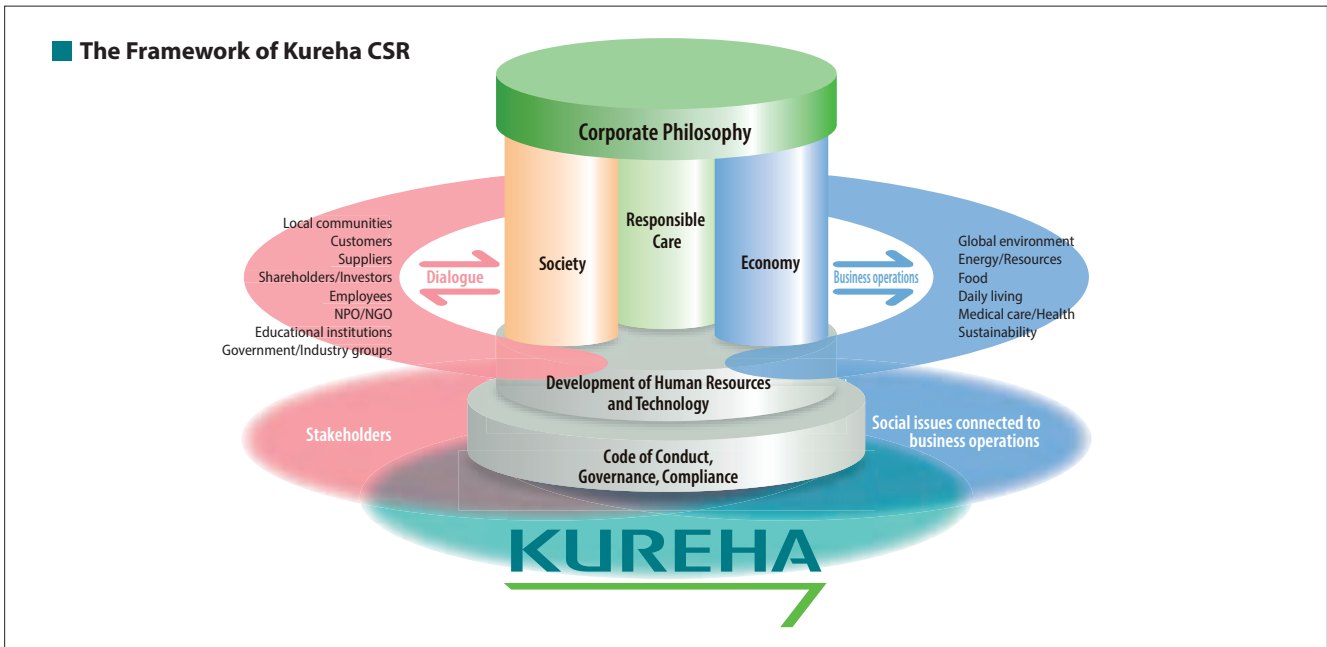 The Framework of Kureha CSR
Corporate Philosophy
Local communities
Customers
Suppliers
Shareholders/Investors
Employees
NPO/NGO
Educational institutions
Government/Industry groups
Dialogue
Society
Responsible
Care
Economy
Business operations
Global environment
Energy/Resources
Food
Daily living
Medical care/Health
Sustainability
Development of Human Resources
and Technology
Stakeholders
Social issues connected to
business operations
Code of Conduct,
Governance, Compliance
KUREHA